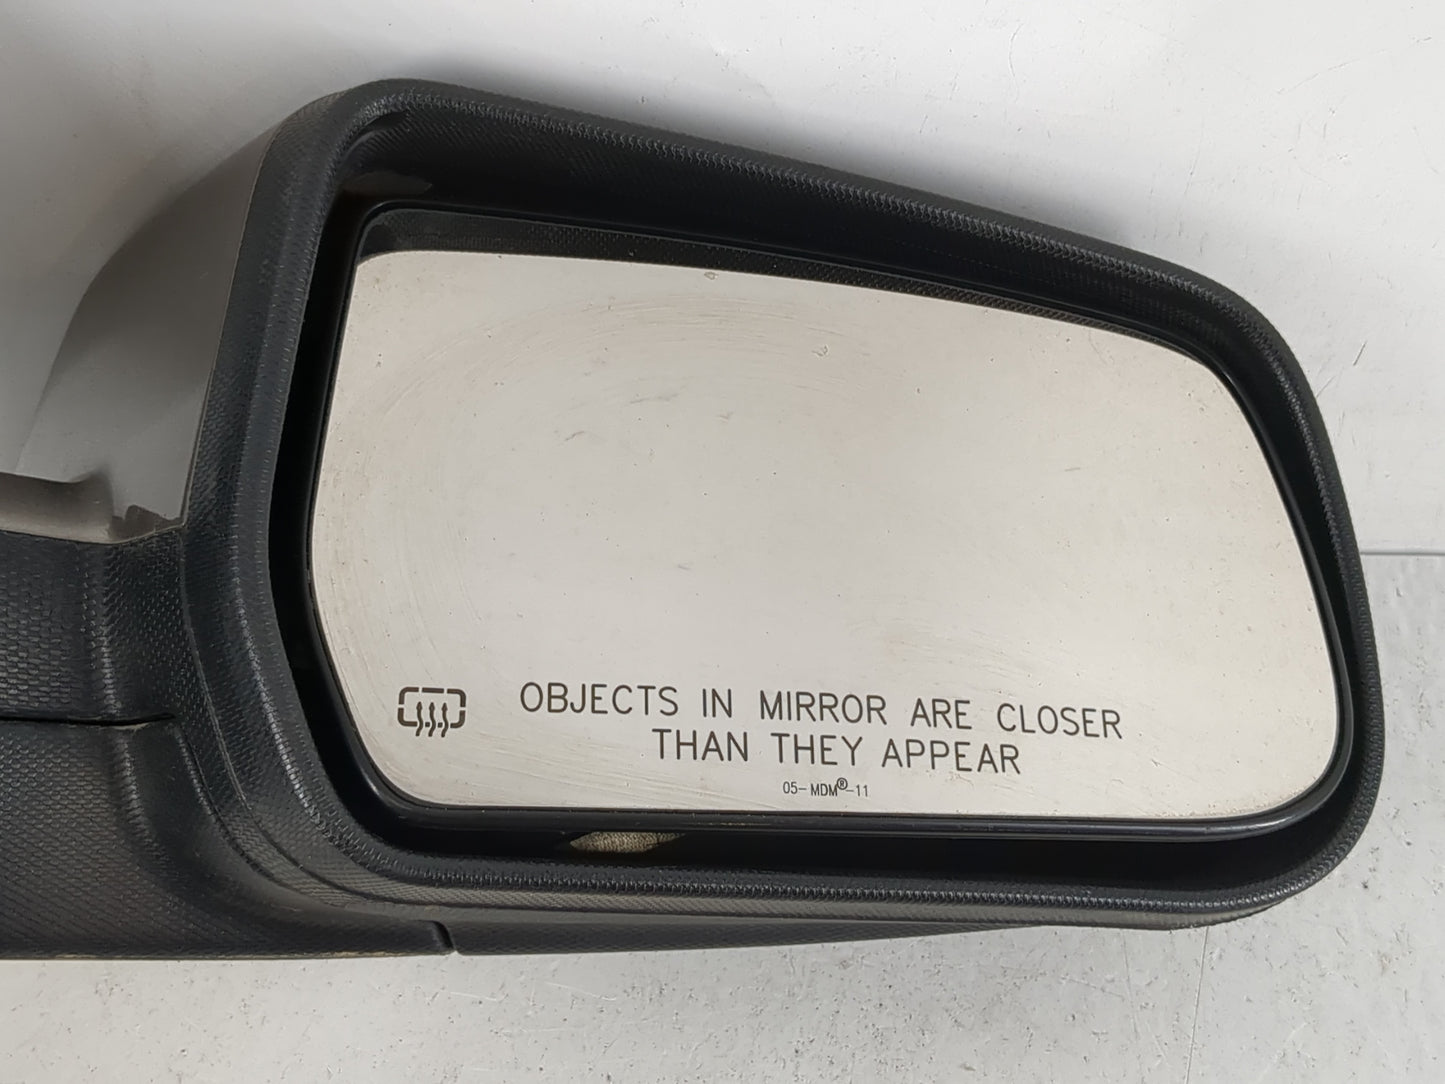 OBJECTS IN MIRROR ARE CLOSER
THAN THEY APPEAR
05-MDM®-11